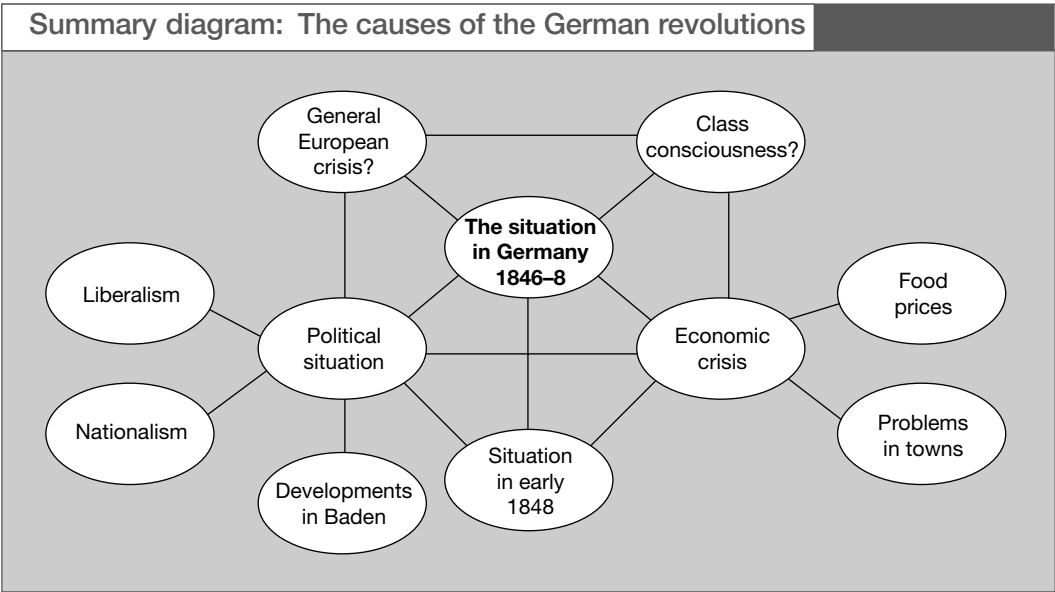 Summary diagram: The causes of the German revolutions
General
European
crisis?
Class
consciousness?
The situation
in Germany
1846–8
Liberalism
Food
prices
Political
situation
Economic
crisis
Nationalism
Problems
in towns
Developments
in Baden
Situation
in early
1848